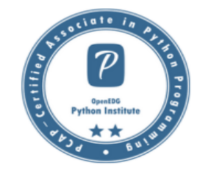 PCAP – Certified Associate in Python Programming
P
OpenEDG
Python Institute